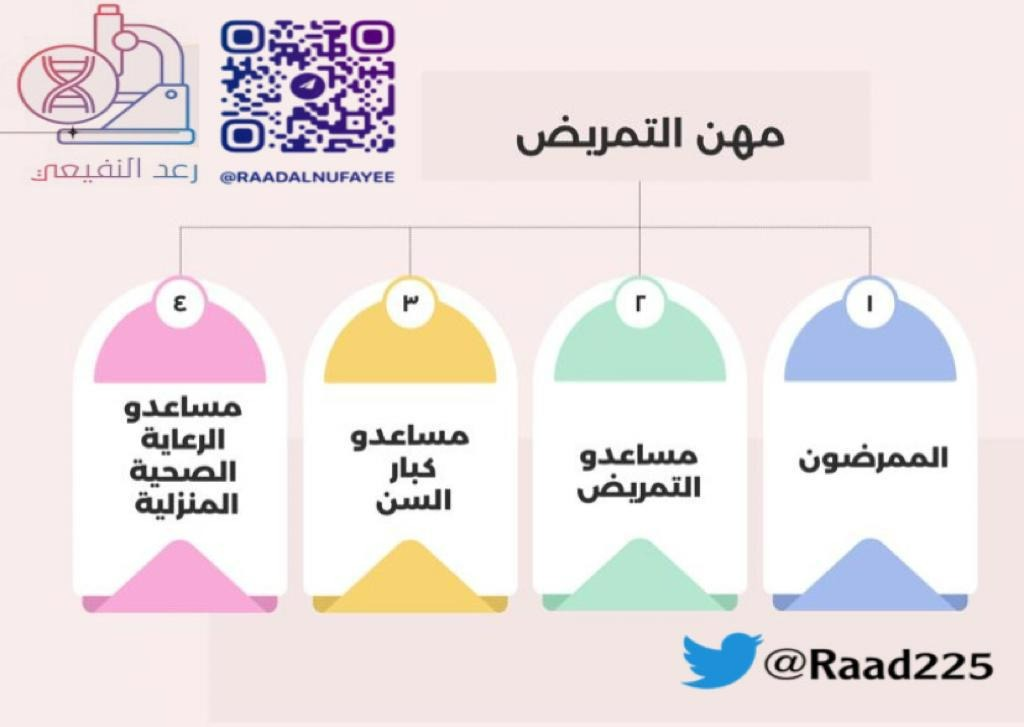 رعد النفيعي
@RAADALNUFAYEE
مهن التمريض
١
الممرضون
٢
مساعدو
التمريض
٣
مساعدو
كبار
السن
٤
مساعدو
الرعاية
الصحية
المنزلية
@Raad225